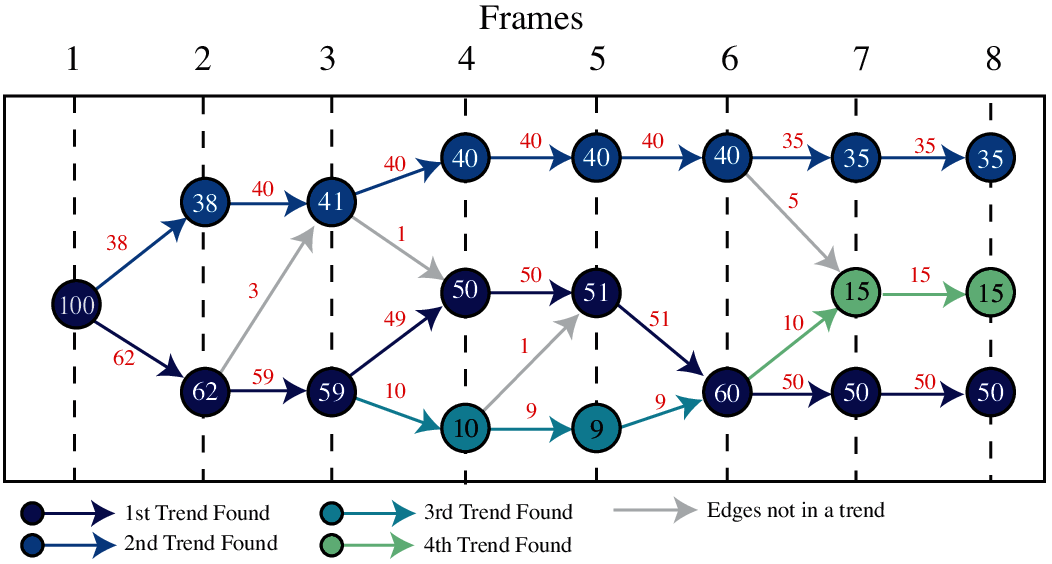 Frames
1 2 3 4 5 6 7 8
40 40 40 35 35
40 40 40 40 35 35
40
38 41
38 1 5
3 50 15
100 50 51 15 15
62 49 1 51 10
59 10 50 50
62 59 9 9 60 50 50
10 9
1st Trend Found 3rd Trend Found Edges not in a trend
2nd Trend Found 4th Trend Found